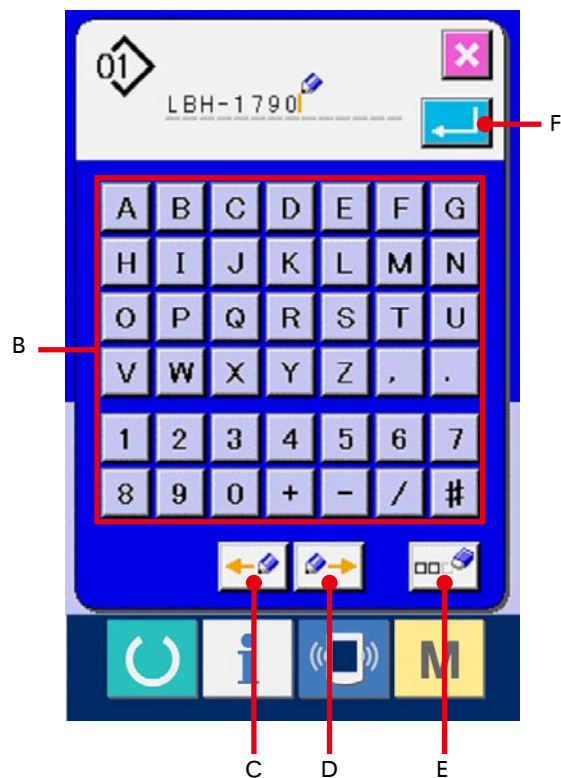 01
LBH-1790
F
A B C D E F G
H I J K L M N
O P Q R S T U
B
V W X Y Z , .
1 2 3 4 5 6 7
8 9 0 + - / #
i M
C D E